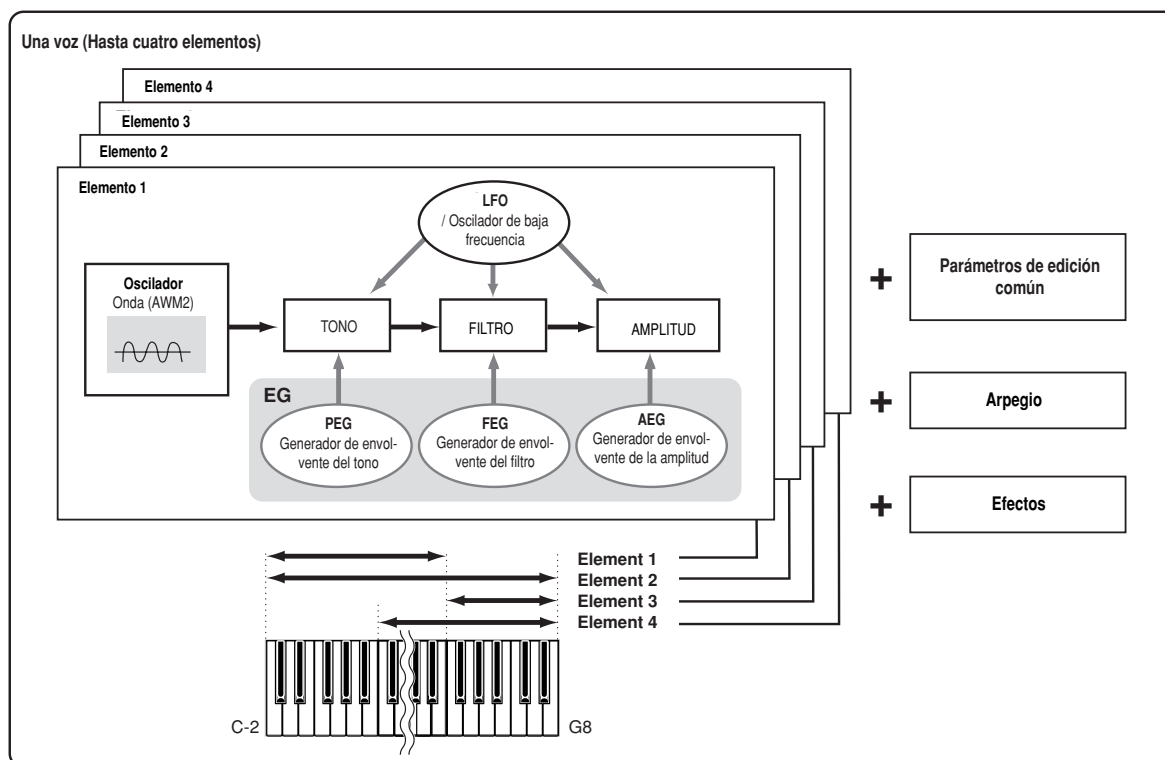 Una voz (Hasta cuatro elementos)
Elemento 4
Elemento 3
Elemento 2
Elemento 1
LFO
/ Oscilador de baja
frecuencia
Oscilador
Onda (AWM2)
TONO
FILTRO
AMPLITUD
EG
PEG
Generador de envol-
vente del tono
FEG
Generador de envol-
vente del filtro
AEG
Generador de envol-
vente de la amplitud
+
Parámetros de edición
común
+
Arpegio
+
Efectos
Element 1
Element 2
Element 3
Element 4
C-2
G8